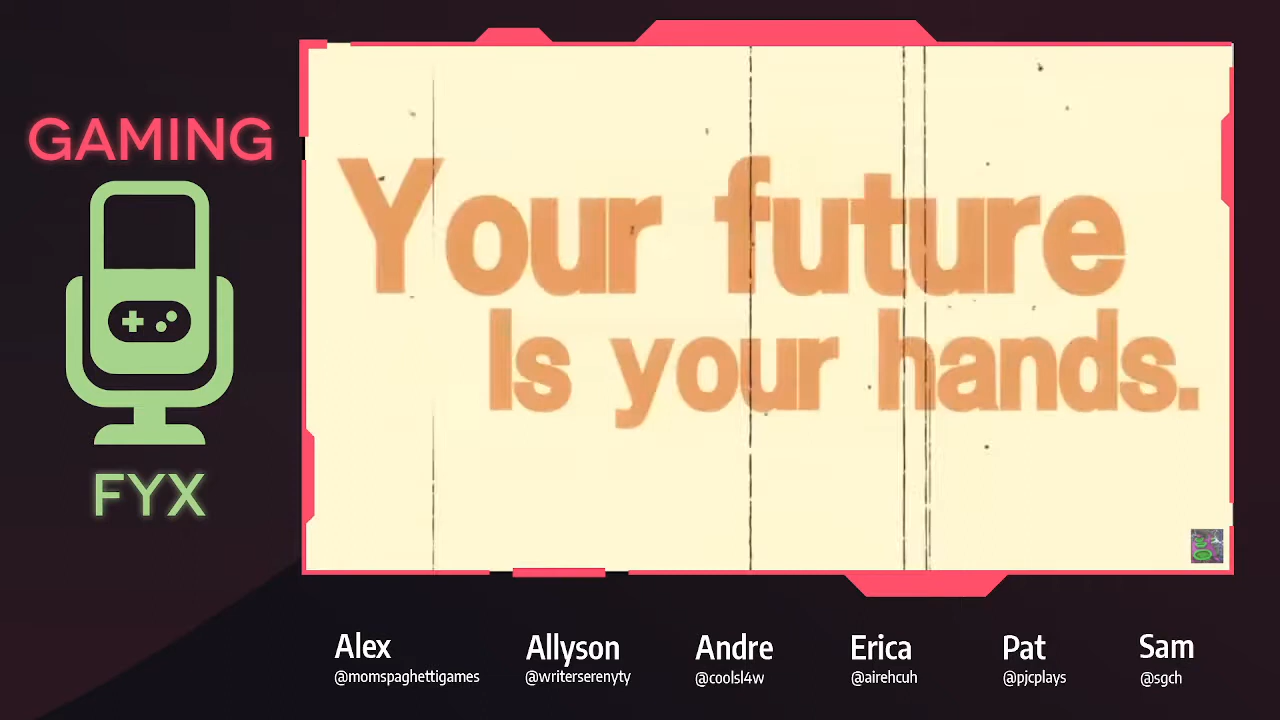 GAMING
FYX
Your future
Is your hands.
Alex
@momspaghettigames
Allyson
@writerserenyty
Andre
@coolsl4w
Erica
@airehcuh
Pat
@pjcplays
Sam
@sgch